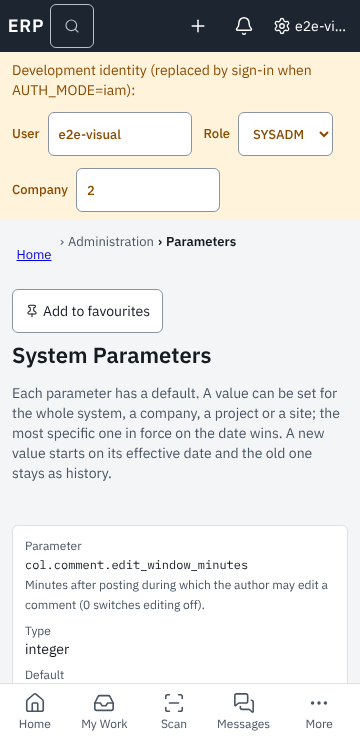 ERP
e2e-vi...
Development identity (replaced by sign-in when
AUTH_MODE=iam):
User e2e-visual Role SYSADM
Company 2
Home › Administration › Parameters
Add to favourites
System Parameters
Each parameter has a default. A value can be set for
the whole system, a company, a project or a site; the
most specific one in force on the date wins. A new
value starts on its effective date and the old one
stays as history.
Parameter
col.comment.edit_window_minutes
Minutes after posting during which the author may edit a
comment (0 switches editing off).
Type
integer
Default
Home My Work Scan Messages More